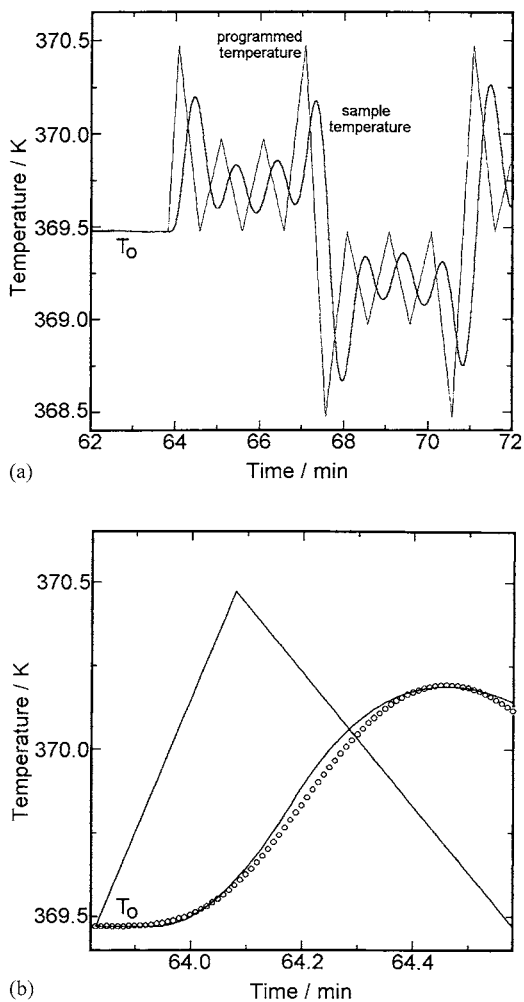 370.5
370.0
369.5
369.0
368.5
Temperature / K
programmed
temperature
sample
temperature
T₀
62 64 66 68 70 72
Time / min
(a)
370.5
370.0
369.5
Temperature / K
T₀
64.0 64.2 64.4
Time / min
(b)